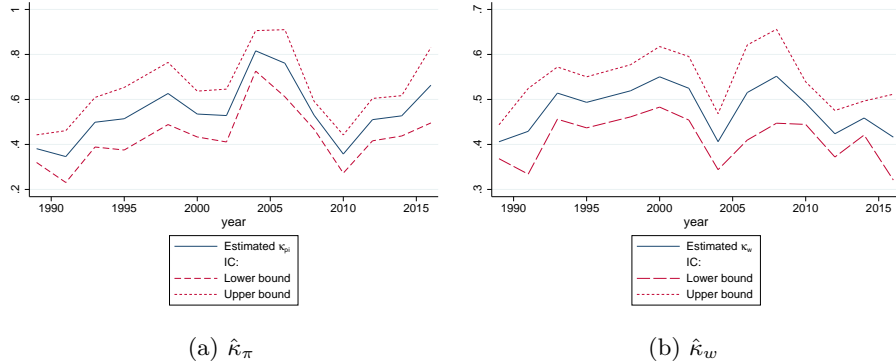 .2 .4 .6 .8 1
1990 1995 2000 2005 2010 2015
year
Estimated κpi
IC:
Lower bound
Upper bound
(a) κ̂π
.3 .4 .5 .6 .7
1990 1995 2000 2005 2010 2015
year
Estimated κw
IC:
Lower bound
Upper bound
(b) κ̂w